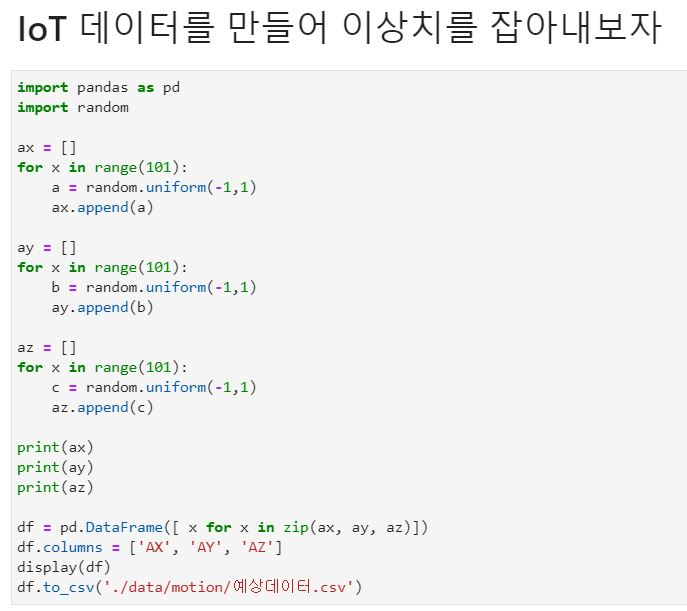 IoT 데이터를 만들어 이상치를 잡아내보자
import pandas as pd
import random
ax = []
for x in range(101):
    a = random.uniform(-1,1)
    ax.append(a)
ay = []
for x in range(101):
    b = random.uniform(-1,1)
    ay.append(b)
az = []
for x in range(101):
    c = random.uniform(-1,1)
    az.append(c)
print(ax)
print(ay)
print(az)
df = pd.DataFrame([ x for x in zip(ax, ay, az)])
df.columns = ['AX', 'AY', 'AZ']
display(df)
df.to_csv('./data/motion/예상데이터.csv')